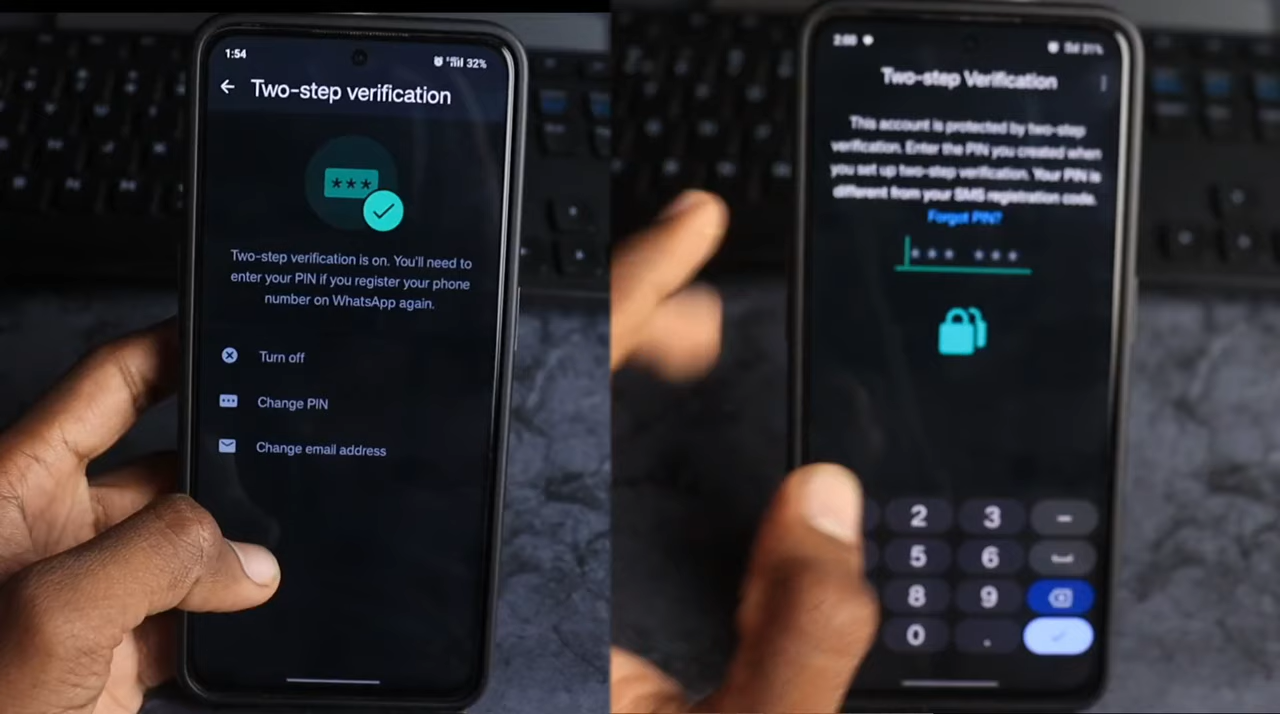 1:54
32%
Two-step verification
***
Two-step verification is on. You'll need to
enter your PIN if you register your phone
number on WhatsApp again.
Turn off
Change PIN
Change email address
2:00
21%
Two-step Verification
This account is protected by two-step
verification. Enter the PIN you created when
you set up two-step verification. Your PIN is
different from your SMS registration code.
Forgot PIN?
*** ***
2 3 –
5 6
8 9
0 .